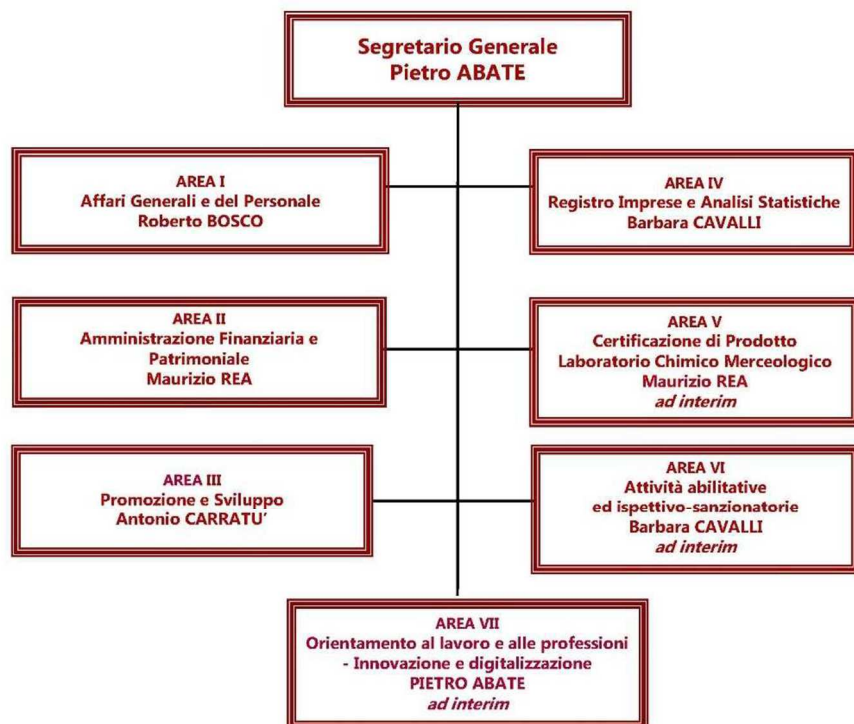 Segretario Generale
Pietro ABATE
AREA I
Affari Generali e del Personale
Roberto BOSCO
AREA IV
Registro Imprese e Analisi Statistiche
Barbara CAVALLI
AREA II
Amministrazione Finanziaria e
Patrimoniale
Maurizio REA
AREA V
Certificazione di Prodotto
Laboratorio Chimico Merceologico
Maurizio REA
ad interim
AREA III
Promozione e Sviluppo
Antonio CARRATU'
AREA VI
Attività abilitative
ed ispettivo-sanzionatorie
Barbara CAVALLI
ad interim
AREA VII
Orientamento al lavoro e alle professioni
- Innovazione e digitalizzazione
PIETRO ABATE
ad interim